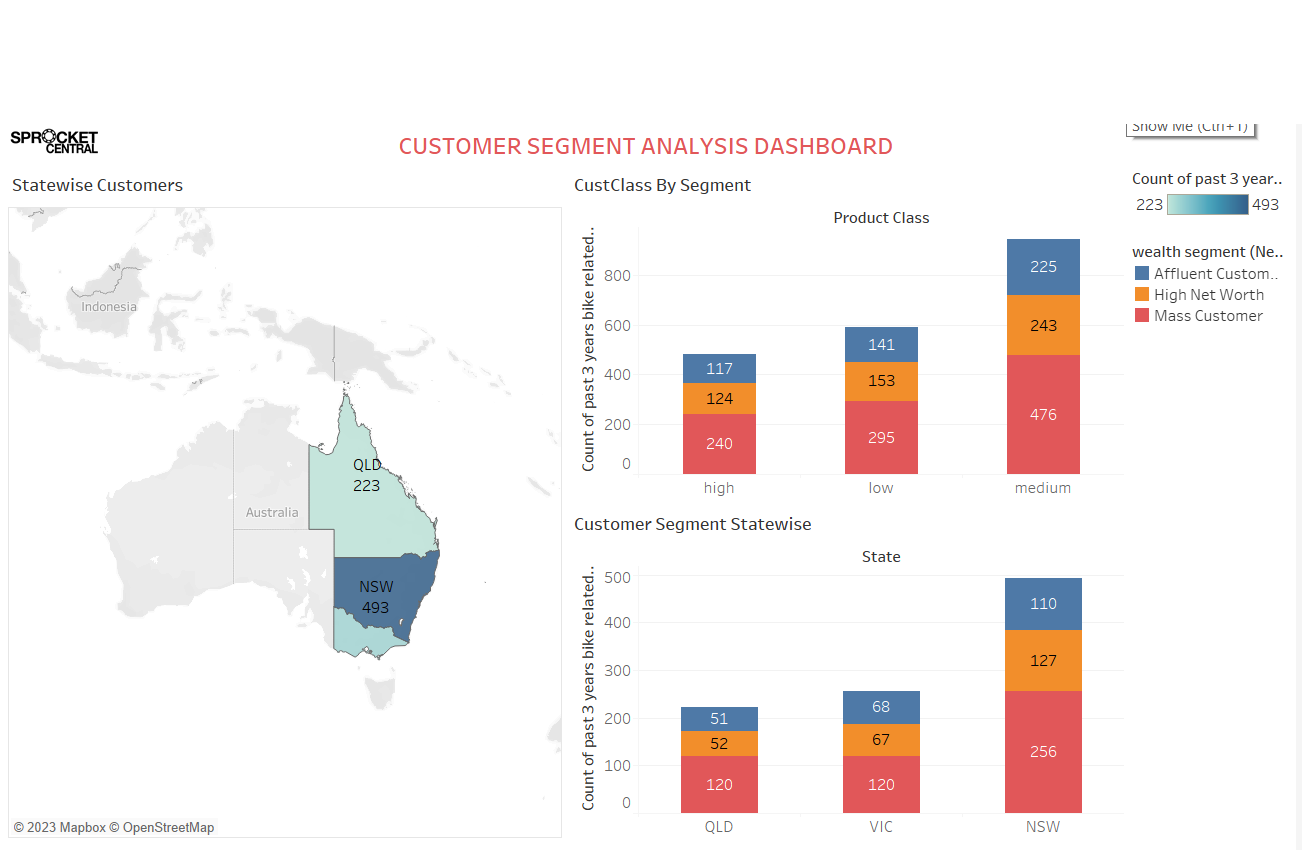 Show Me (Ctrl+T)
SPROCKET
CENTRAL
CUSTOMER SEGMENT ANALYSIS DASHBOARD
Statewise Customers
Indonesia
Australia
QLD
223
NSW
493
© 2023 Mapbox © OpenStreetMap
CustClass By Segment
Product Class
Count of past 3 years bike related..
800
600
400
200
0
117
124
240
141
153
295
225
243
476
high low medium
Customer Segment Statewise
State
Count of past 3 years bike related..
500
400
300
200
100
0
51
52
120
68
67
120
110
127
256
QLD VIC NSW
Count of past 3 year..
223 493
wealth segment (Ne..
Affluent Custom..
High Net Worth
Mass Customer